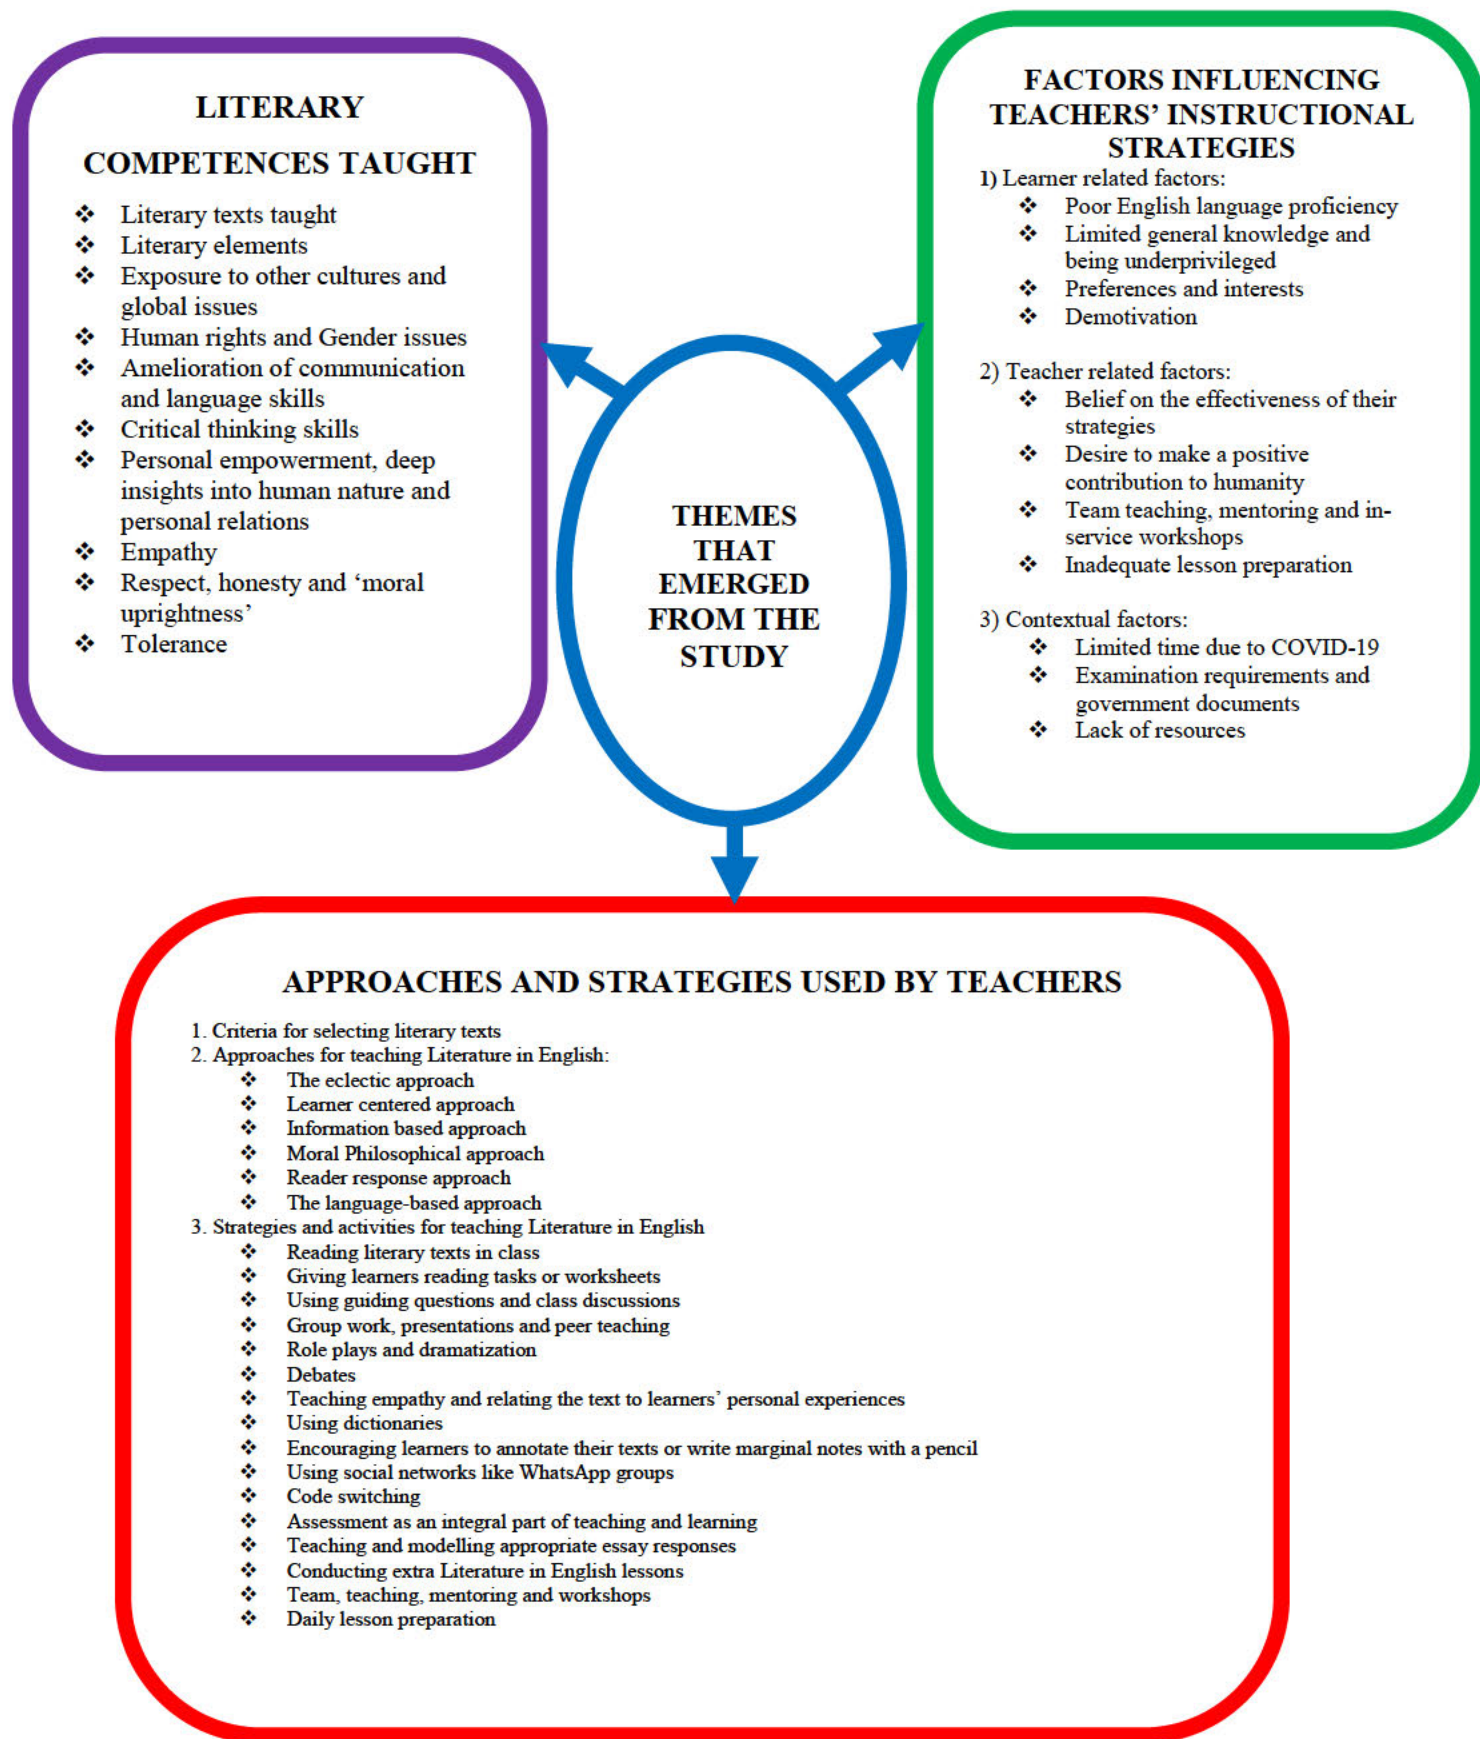 LITERARY
COMPETENCES TAUGHT
❖ Literary texts taught
❖ Literary elements
❖ Exposure to other cultures and
global issues
❖ Human rights and Gender issues
❖ Amelioration of communication
and language skills
❖ Critical thinking skills
❖ Personal empowerment, deep
insights into human nature and
personal relations
❖ Empathy
❖ Respect, honesty and ‘moral
uprightness’
❖ Tolerance
FACTORS INFLUENCING
TEACHERS’ INSTRUCTIONAL
STRATEGIES
1) Learner related factors:
❖ Poor English language proficiency
❖ Limited general knowledge and
being underprivileged
❖ Preferences and interests
❖ Demotivation
2) Teacher related factors:
❖ Belief on the effectiveness of their
strategies
❖ Desire to make a positive
contribution to humanity
❖ Team teaching, mentoring and in-
service workshops
❖ Inadequate lesson preparation
3) Contextual factors:
❖ Limited time due to COVID-19
❖ Examination requirements and
government documents
❖ Lack of resources
THEMES
THAT
EMERGED
FROM THE
STUDY
APPROACHES AND STRATEGIES USED BY TEACHERS
1. Criteria for selecting literary texts
2. Approaches for teaching Literature in English:
❖ The eclectic approach
❖ Learner centered approach
❖ Information based approach
❖ Moral Philosophical approach
❖ Reader response approach
❖ The language-based approach
3. Strategies and activities for teaching Literature in English
❖ Reading literary texts in class
❖ Giving learners reading tasks or worksheets
❖ Using guiding questions and class discussions
❖ Group work, presentations and peer teaching
❖ Role plays and dramatization
❖ Debates
❖ Teaching empathy and relating the text to learners’ personal experiences
❖ Using dictionaries
❖ Encouraging learners to annotate their texts or write marginal notes with a pencil
❖ Using social networks like WhatsApp groups
❖ Code switching
❖ Assessment as an integral part of teaching and learning
❖ Teaching and modelling appropriate essay responses
❖ Conducting extra Literature in English lessons
❖ Team, teaching, mentoring and workshops
❖ Daily lesson preparation